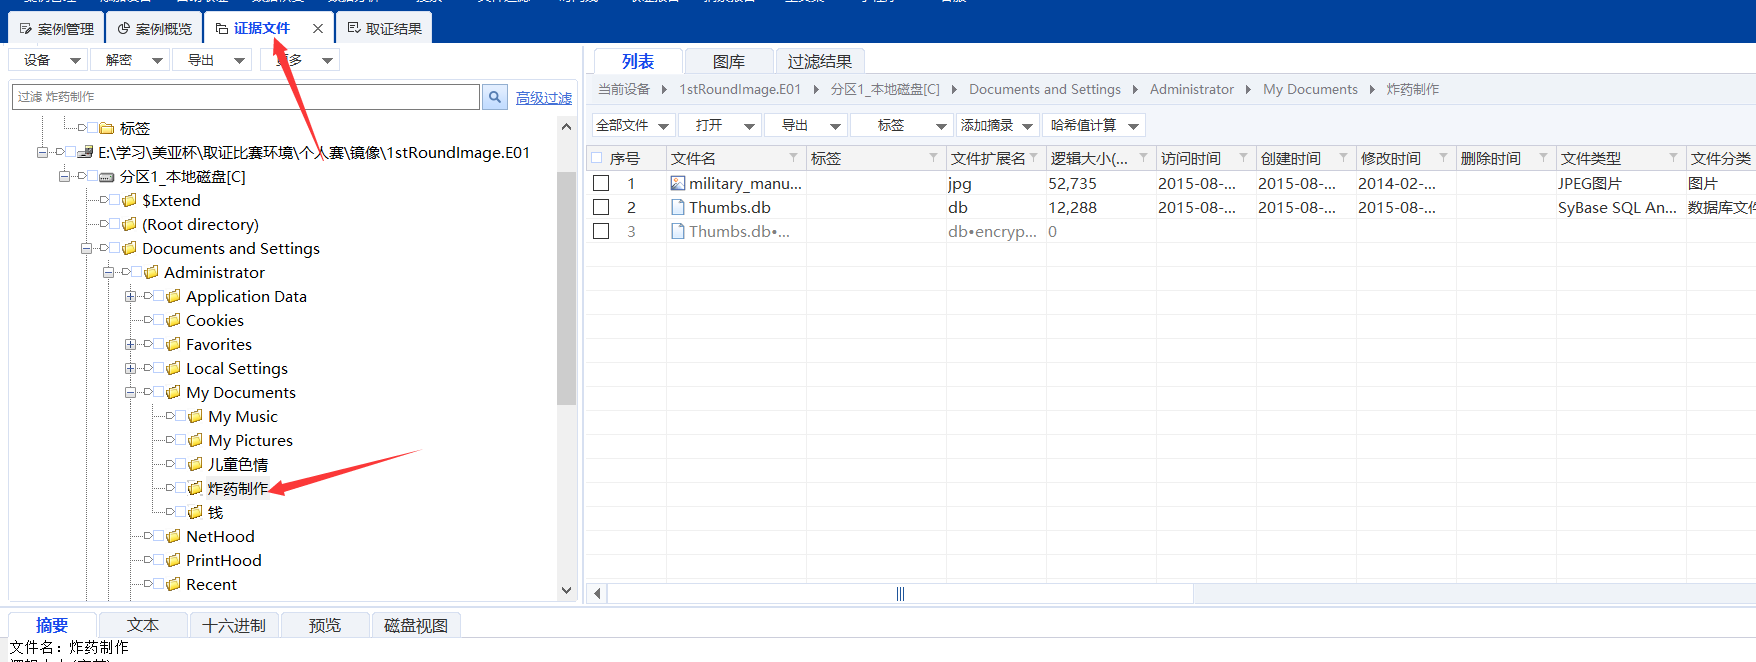 案例管理 案例概览 证据文件 取证结果
设备 解密 导出 更多
过滤 炸药制作 高级过滤
标签
E:\学习\美亚杯\取证比赛环境\个人赛\镜像\1stRoundImage.E01
分区1_本地磁盘[C]
$Extend
(Root directory)
Documents and Settings
Administrator
Application Data
Cookies
Favorites
Local Settings
My Documents
My Music
My Pictures
儿童色情
炸药制作
钱
NetHood
PrintHood
Recent
列表 图库 过滤结果
当前设备 1stRoundImage.E01 分区1_本地磁盘[C] Documents and Settings Administrator My Documents 炸药制作
全部文件 打开 导出 标签 添加摘录 哈希值计算
序号 文件名 标签 文件扩展名 逻辑大小(... 访问时间 创建时间 修改时间 删除时间 文件类型 文件分类
1 military_manu... jpg 52,735 2015-08-... 2015-08-... 2014-02-... JPEG图片 图片
2 Thumbs.db db 12,288 2015-08-... 2015-08-... 2015-08-... SyBase SQL An... 数据库文件
3 Thumbs.db•... db•encryp... 0
摘要 文本 十六进制 预览 磁盘视图
文件名：炸药制作